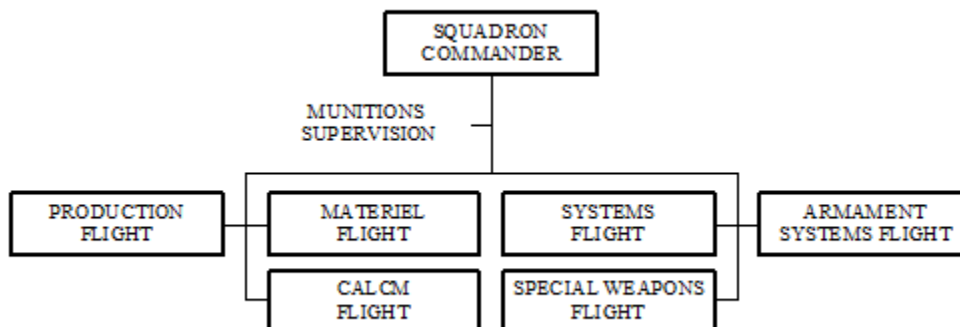 SQUADRON
COMMANDER
MUNITIONS
SUPERVISION
PRODUCTION
FLIGHT
MATERIEL
FLIGHT
SYSTEMS
FLIGHT
ARMAMENT
SYSTEMS FLIGHT
CALCM
FLIGHT
SPECIAL WEAPONS
FLIGHT